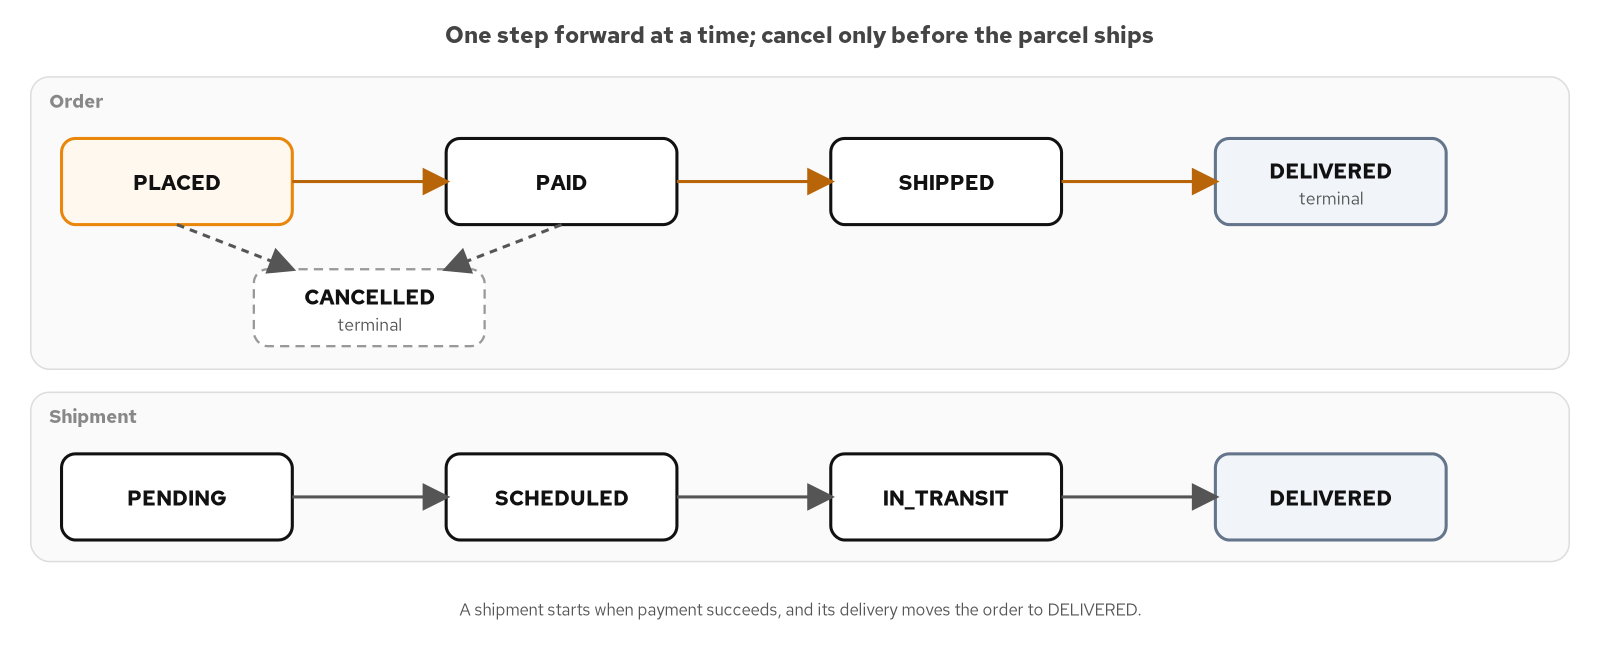 One step forward at a time; cancel only before the parcel ships
Order
PLACED
PAID
SHIPPED
DELIVERED
terminal
CANCELLED
terminal
Shipment
PENDING
SCHEDULED
IN_TRANSIT
DELIVERED
A shipment starts when payment succeeds, and its delivery moves the order to DELIVERED.